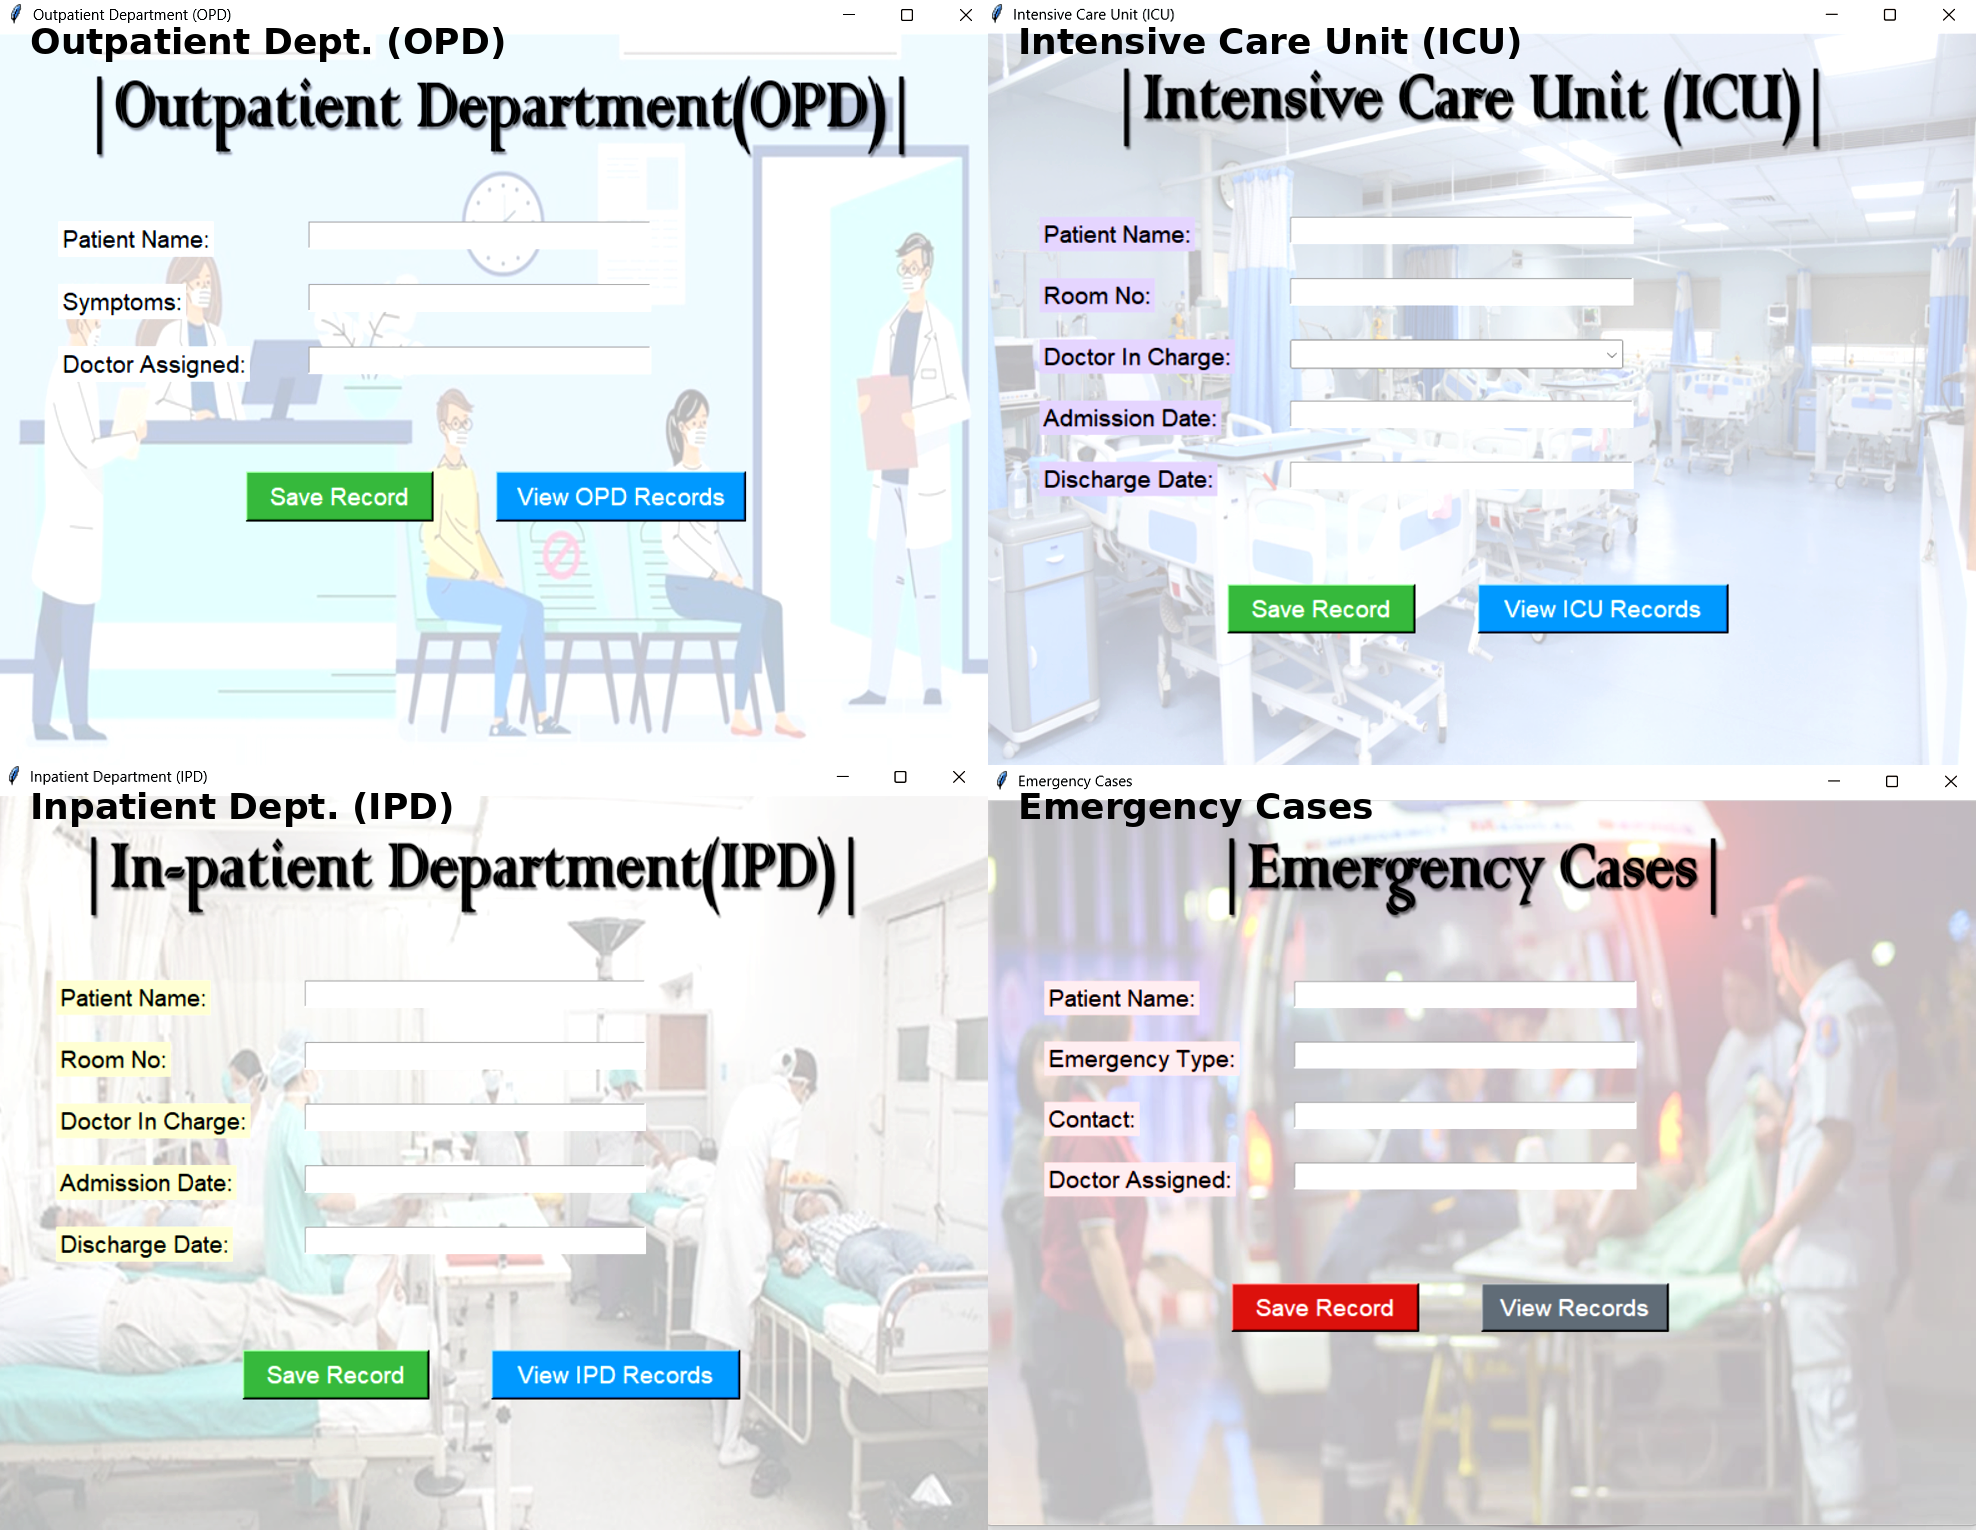 Outpatient Department (OPD)
Outpatient Dept. (OPD)
|Outpatient Department(OPD)|
Patient Name:
Symptoms:
Doctor Assigned:
Save Record
View OPD Records
Intensive Care Unit (ICU)
Intensive Care Unit (ICU)
|Intensive Care Unit (ICU)|
Patient Name:
Room No:
Doctor In Charge:
Admission Date:
Discharge Date:
Save Record
View ICU Records
Inpatient Department (IPD)
Inpatient Dept. (IPD)
|In-patient Department(IPD)|
Patient Name:
Room No:
Doctor In Charge:
Admission Date:
Discharge Date:
Save Record
View IPD Records
Emergency Cases
Emergency Cases
|Emergency Cases|
Patient Name:
Emergency Type:
Contact:
Doctor Assigned:
Save Record
View Records